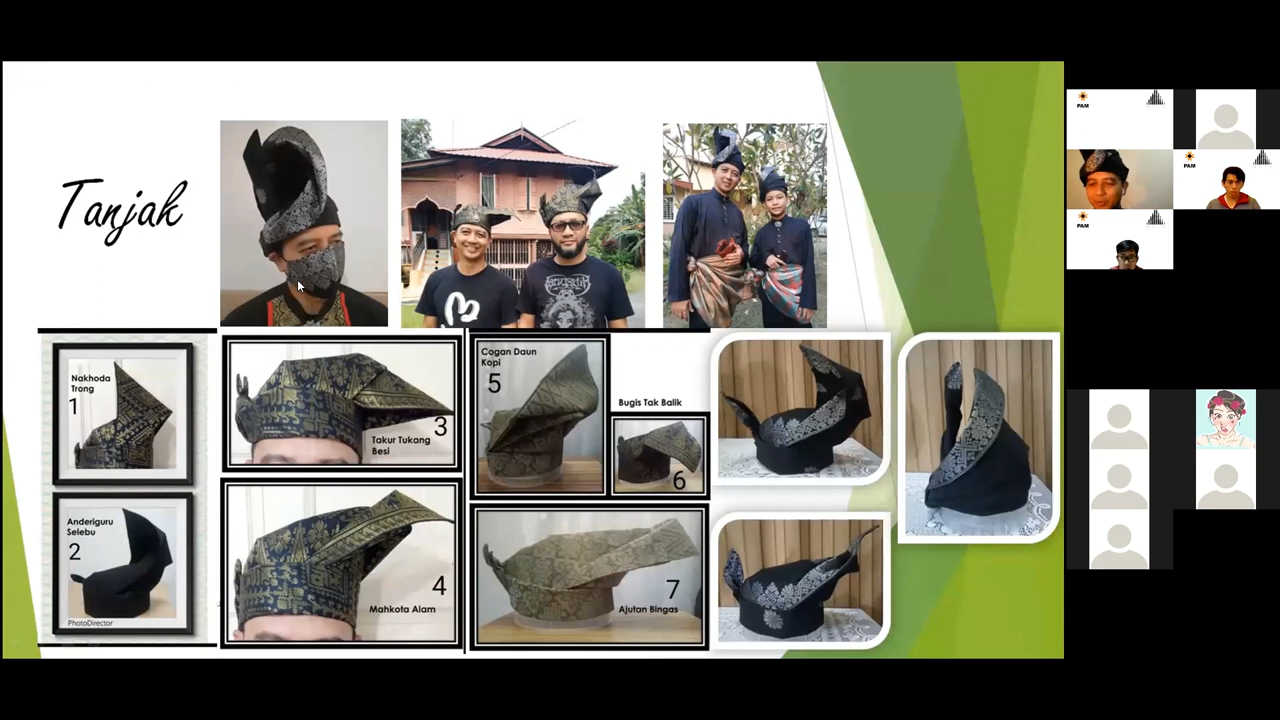 Tanjak
Nakhoda
Trong
1
Anderiguru
Selebu
2
PhotoDirector
3
Takur Tukang
Besi
4
Mahkota Alam
Cogan Daun
Kopi
5
Bugis Tak Balik
6
7
Ajutan Bingas
PAM
PAM
PAM